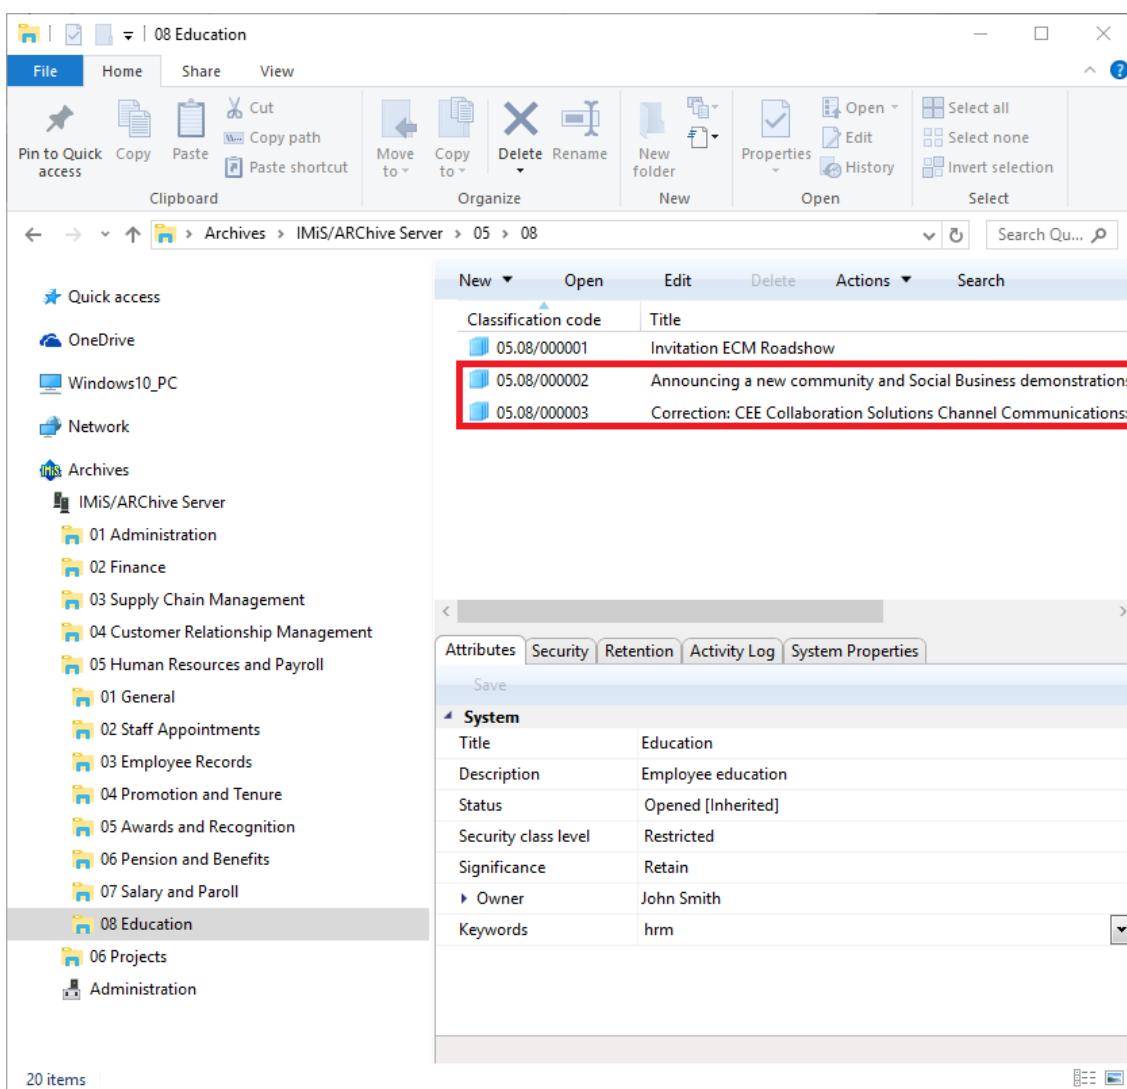 08 Education
File Home Share View
Pin to Quick access
Copy
Paste
Cut
Copy path
Paste shortcut
Clipboard
Move to
Copy to
Delete
Rename
Organize
New folder
New
Properties
Open
Edit
History
Open
Select all
Select none
Invert selection
Select
Archives > IMiS/ARChive Server > 05 > 08
Search Qu...
Quick access
OneDrive
Windows10_PC
Network
Archives
IMiS/ARChive Server
01 Administration
02 Finance
03 Supply Chain Management
04 Customer Relationship Management
05 Human Resources and Payroll
01 General
02 Staff Appointments
03 Employee Records
04 Promotion and Tenure
05 Awards and Recognition
06 Pension and Benefits
07 Salary and Paroll
08 Education
06 Projects
Administration
New Open Edit Delete Actions Search
Classification code Title
05.08/000001 Invitation ECM Roadshow
05.08/000002 Announcing a new community and Social Business demonstrations
05.08/000003 Correction: CEE Collaboration Solutions Channel Communications:
Attributes Security Retention Activity Log System Properties
Save
System
Title Education
Description Employee education
Status Opened [Inherited]
Security class level Restricted
Significance Retain
Owner John Smith
Keywords hrm
20 items